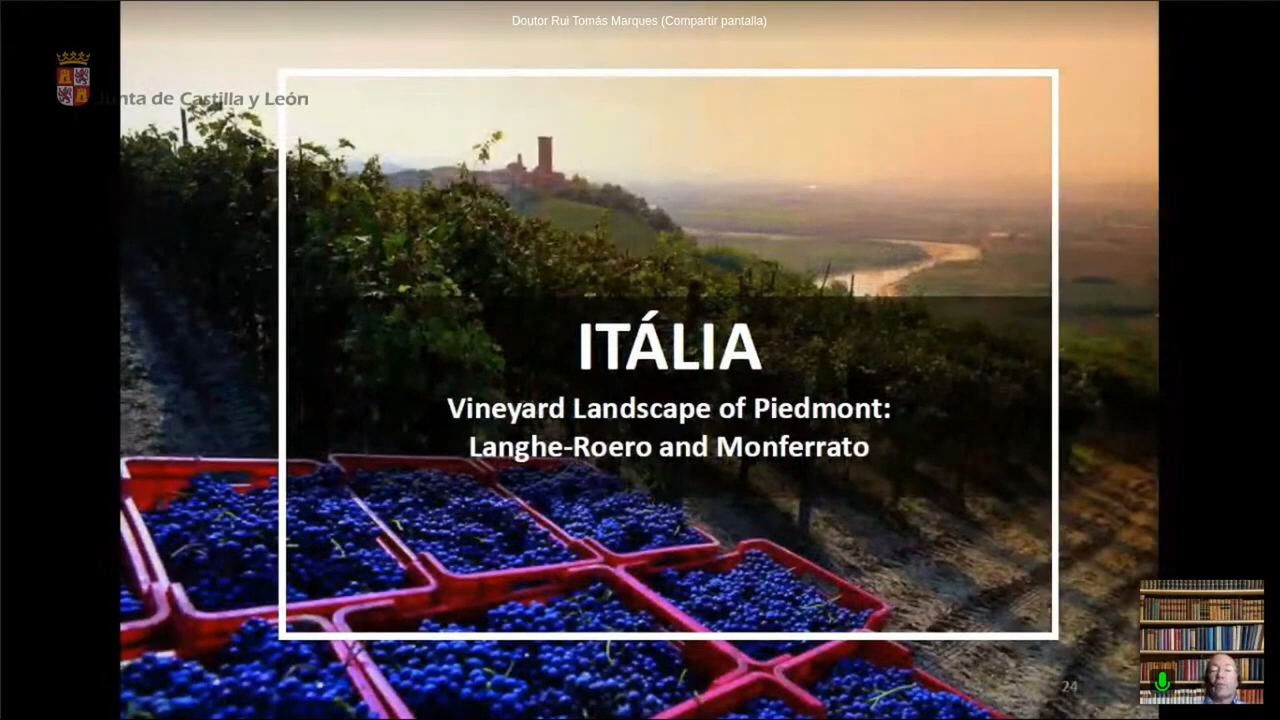 Doutor Rui Tomás Marques (Compartir pantalla)
Junta de Castilla y León
ITÁLIA
Vineyard Landscape of Piedmont:
Langhe-Roero and Monferrato
24